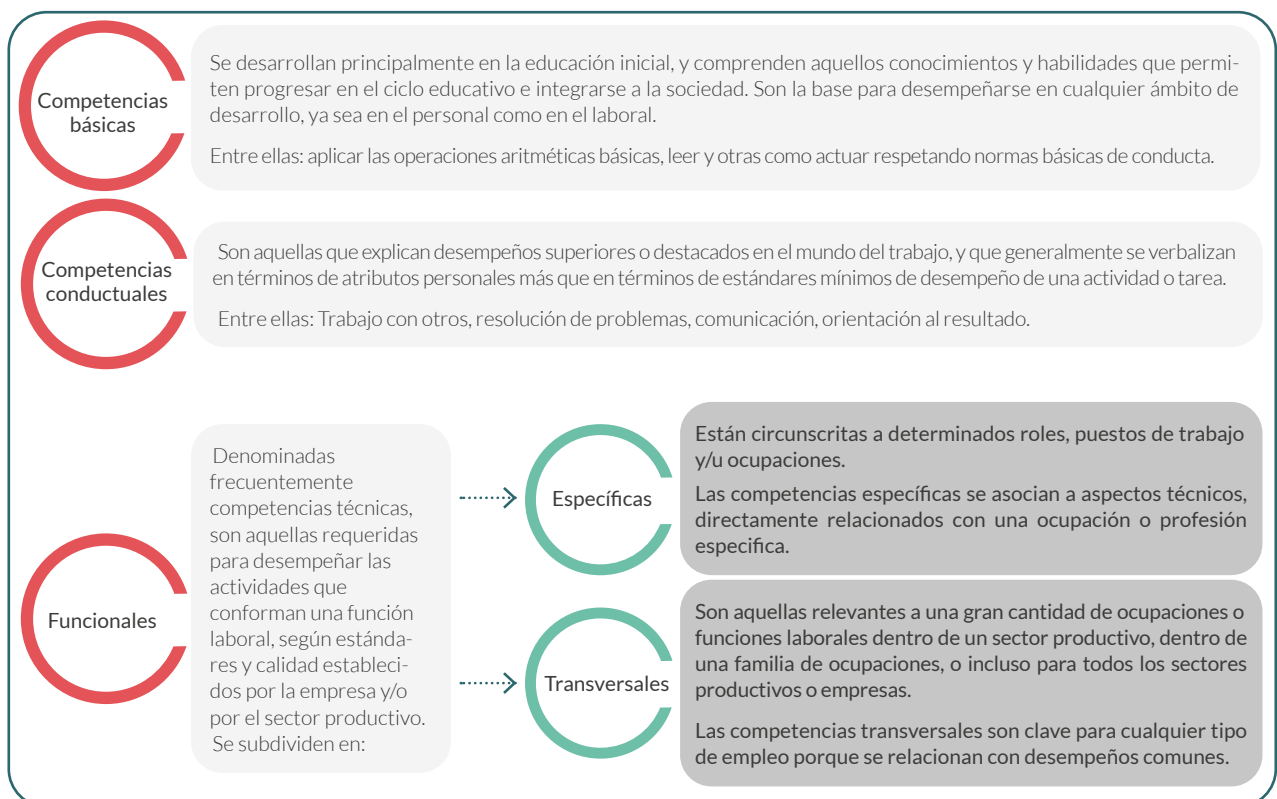 Competencias
básicas
Se desarrollan principalmente en la educación inicial, y comprenden aquellos conocimientos y habilidades que permi-
ten progresar en el ciclo educativo e integrarse a la sociedad. Son la base para desempeñarse en cualquier ámbito de
desarrollo, ya sea en el personal como en el laboral.
Entre ellas: aplicar las operaciones aritméticas básicas, leer y otras como actuar respetando normas básicas de conducta.
Competencias
conductuales
Son aquellas que explican desempeños superiores o destacados en el mundo del trabajo, y que generalmente se verbalizan
en términos de atributos personales más que en términos de estándares mínimos de desempeño de una actividad o tarea.
Entre ellas: Trabajo con otros, resolución de problemas, comunicación, orientación al resultado.
Funcionales
Denominadas
frecuentemente
competencias técnicas,
son aquellas requeridas
para desempeñar las
actividades que
conforman una función
laboral, según estánda-
res y calidad estableci-
dos por la empresa y/o
por el sector productivo.
Se subdividen en:
Específicas
Están circunscritas a determinados roles, puestos de trabajo
y/u ocupaciones.
Las competencias específicas se asocian a aspectos técnicos,
directamente relacionados con una ocupación o profesión
especifica.
Transversales
Son aquellas relevantes a una gran cantidad de ocupaciones o
funciones laborales dentro de un sector productivo, dentro de
una familia de ocupaciones, o incluso para todos los sectores
productivos o empresas.
Las competencias transversales son clave para cualquier tipo
de empleo porque se relacionan con desempeños comunes.